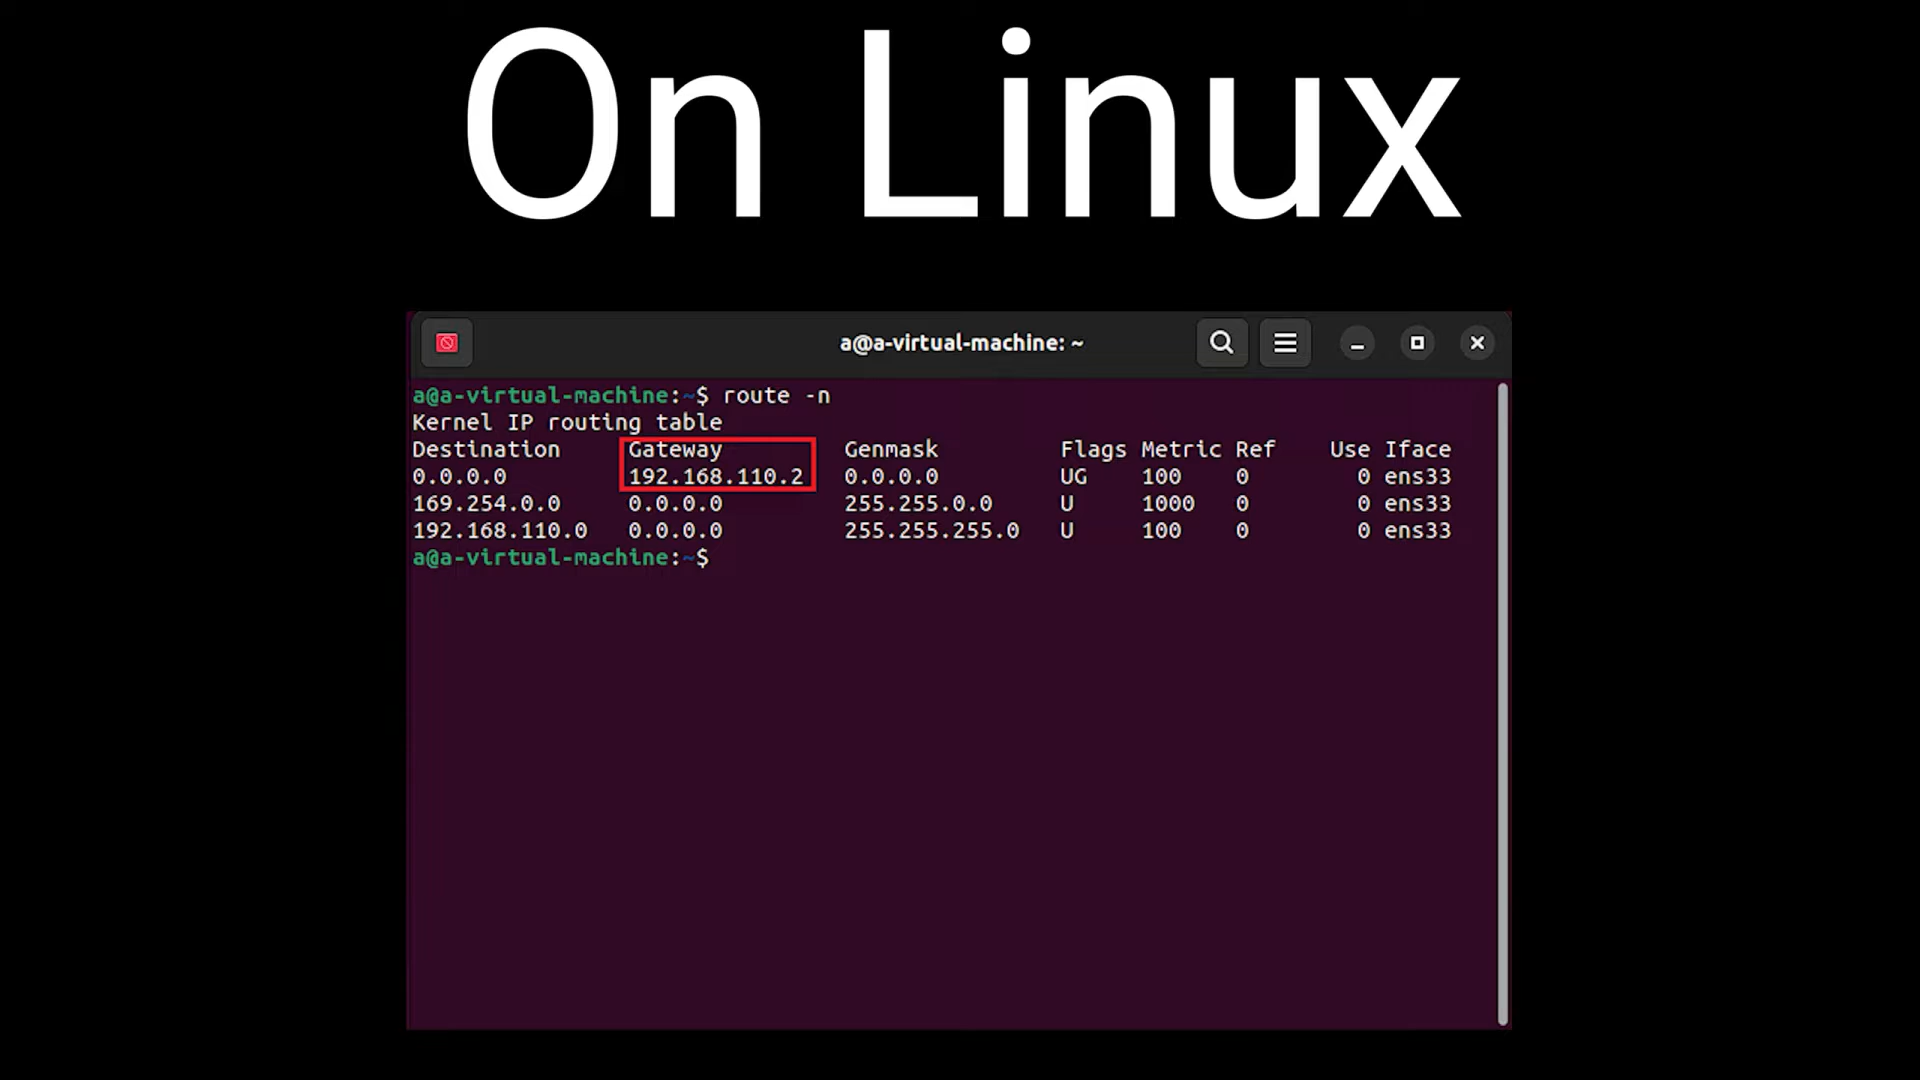 On Linux
a@a-virtual-machine: ~
a@a-virtual-machine:~$ route -n
Kernel IP routing table
Destination Gateway Genmask Flags Metric Ref Use Iface
0.0.0.0 192.168.110.2 0.0.0.0 UG 100 0 0 ens33
169.254.0.0 0.0.0.0 255.255.0.0 U 1000 0 0 ens33
192.168.110.0 0.0.0.0 255.255.255.0 U 100 0 0 ens33
a@a-virtual-machine:~$